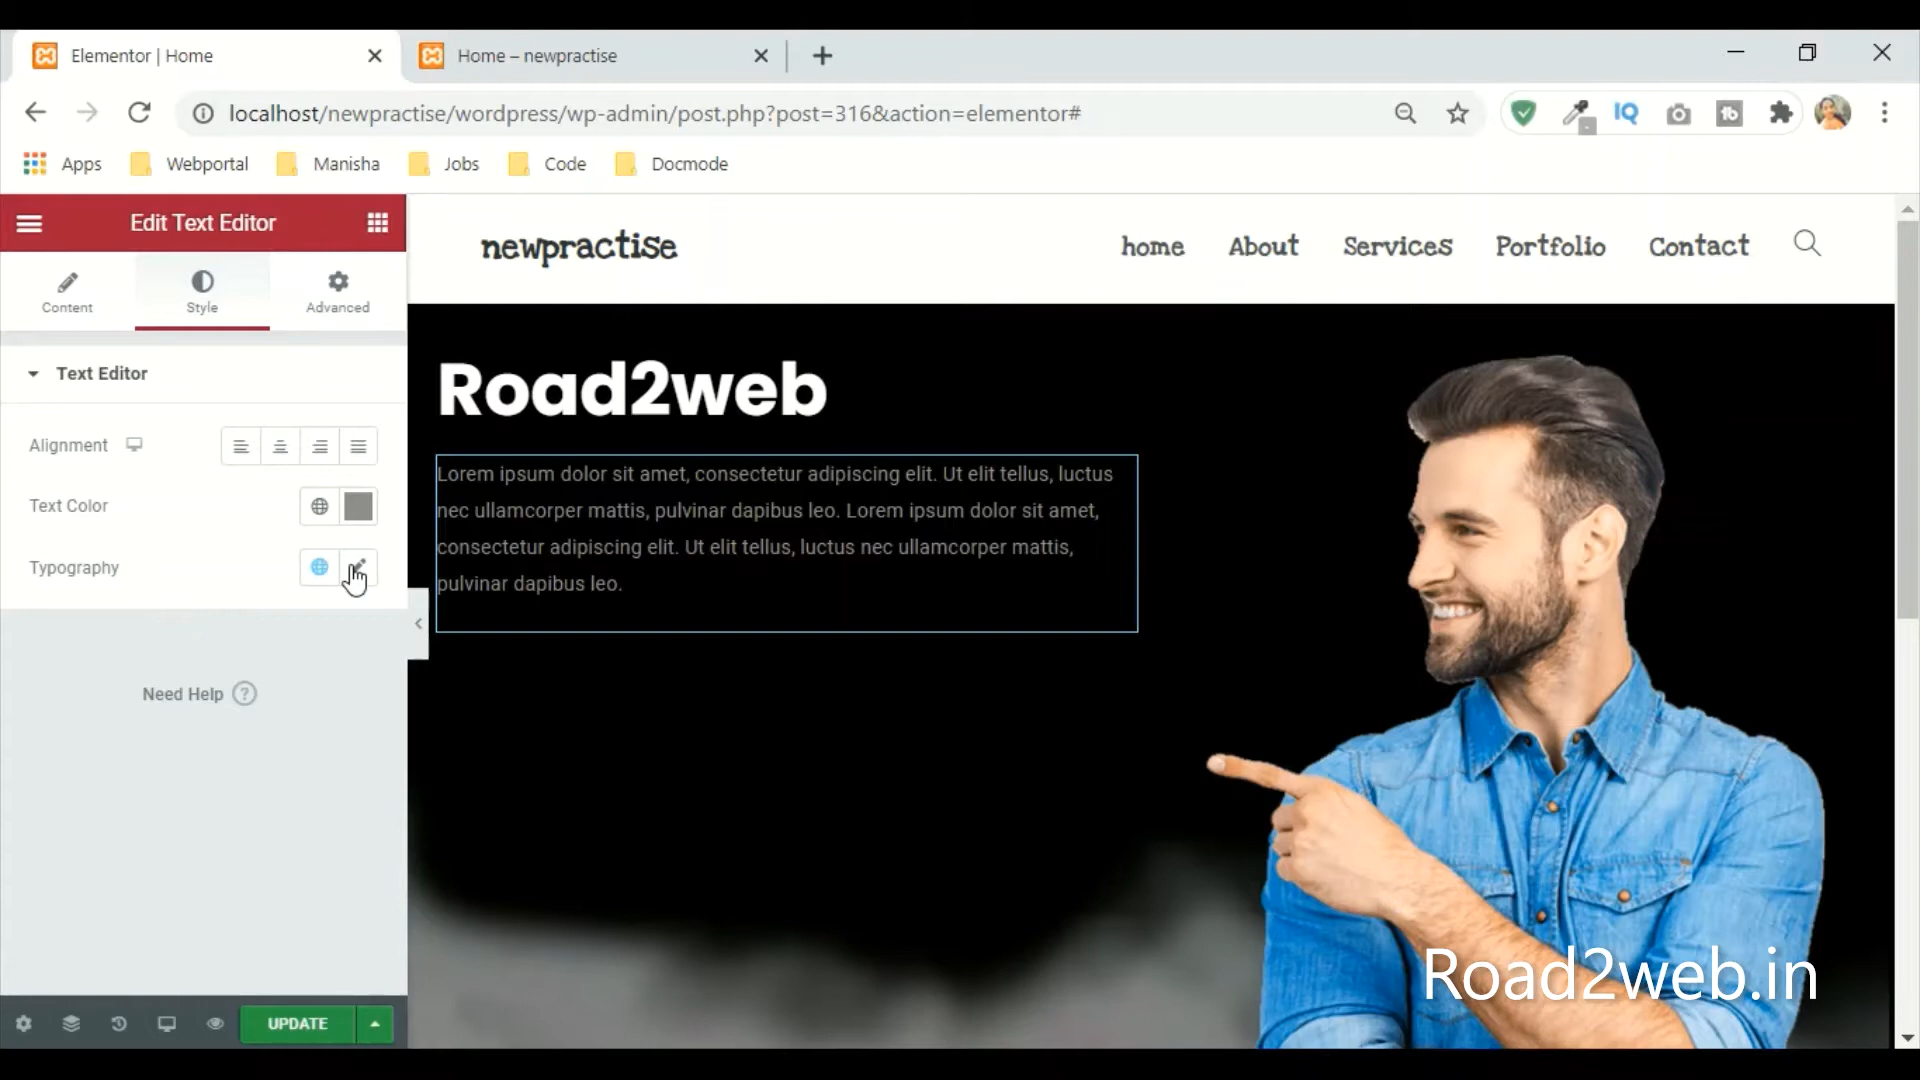 Elementor | Home
Home – newpractise
localhost/newpractise/wordpress/wp-admin/post.php?post=316&action=elementor#
IQ
Apps
Webportal
Manisha
Jobs
Code
Docmode
Edit Text Editor
Content
Style
Advanced
Text Editor
Alignment
Text Color
Typography
Need Help ?
UPDATE
newpractise
home
About
Services
Portfolio
Contact
Road2web
Lorem ipsum dolor sit amet, consectetur adipiscing elit. Ut elit tellus, luctus
nec ullamcorper mattis, pulvinar dapibus leo. Lorem ipsum dolor sit amet,
consectetur adipiscing elit. Ut elit tellus, luctus nec ullamcorper mattis,
pulvinar dapibus leo.
Road2web.in